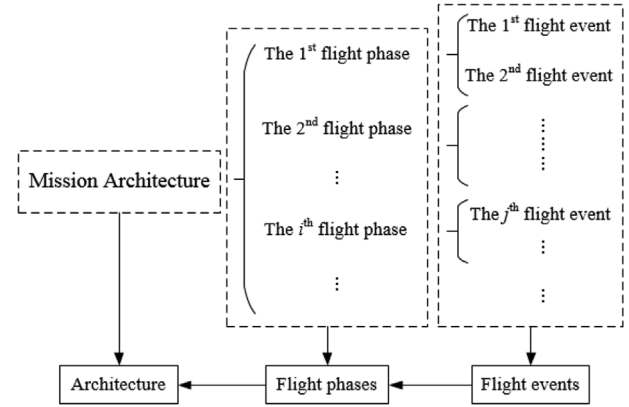 Mission Architecture
The 1st flight phase
The 2nd flight phase
⋮
The ith flight phase
⋮
The 1st flight event
The 2nd flight event
⋮
The jth flight event
⋮
⋮
Architecture
Flight phases
Flight events